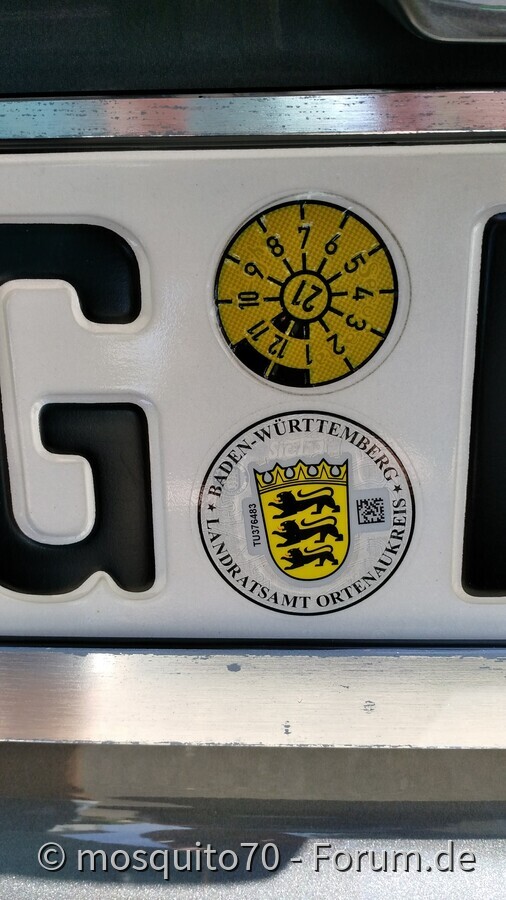 G
7
8 6
9 5
10 21 4
11 3
12 1 2
★ BADEN-WÜRTTEMBERG ★
TU376483
LANDRATSAMT ORTENAUKREIS
© mosquito70 - Forum.de